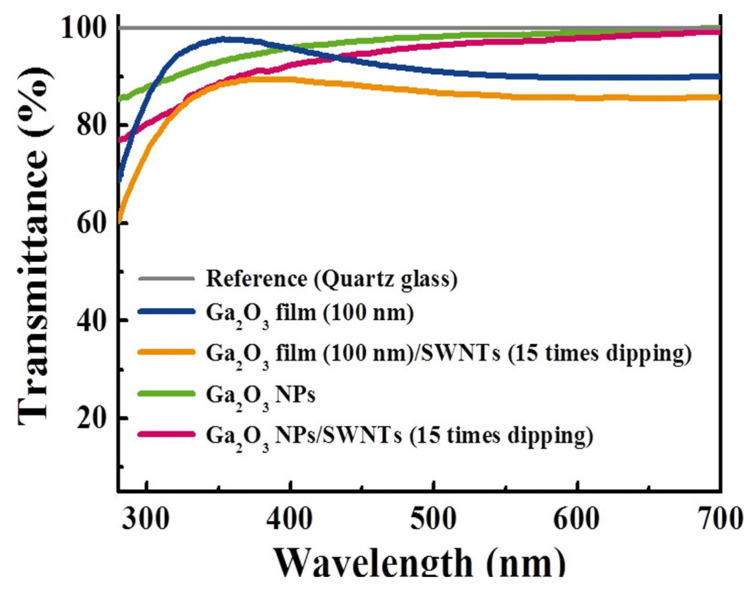 Transmittance (%)
100
80
60
40
20
Reference (Quartz glass)
Ga₂O₃ film (100 nm)
Ga₂O₃ film (100 nm)/SWNTs (15 times dipping)
Ga₂O₃ NPs
Ga₂O₃ NPs/SWNTs (15 times dipping)
300 400 500 600 700
Wavelength (nm)